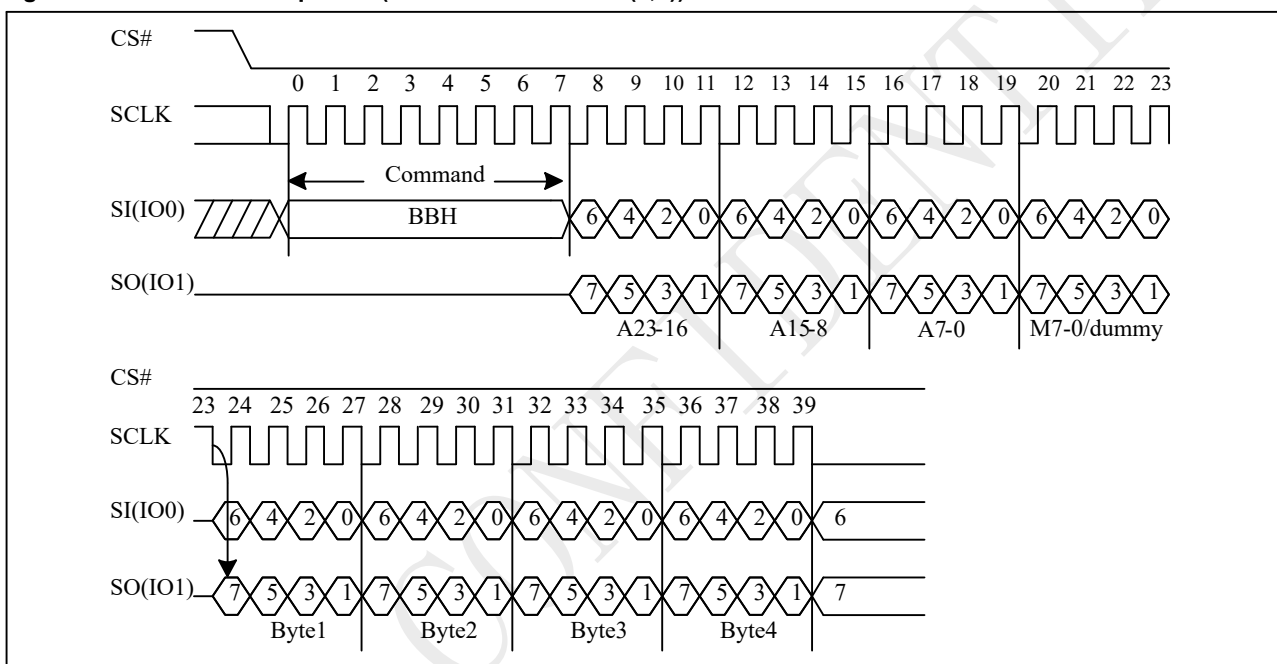 CS#
0 1 2 3 4 5 6 7 8 9 10 11 12 13 14 15 16 17 18 19 20 21 22 23
SCLK
Command
SI(IO0) BBH 6 4 2 0 6 4 2 0 6 4 2 0 6 4 2 0
SO(IO1) 7 5 3 1 7 5 3 1 7 5 3 1 7 5 3 1
A23-16 A15-8 A7-0 M7-0/dummy
CS#
23 24 25 26 27 28 29 30 31 32 33 34 35 36 37 38 39
SCLK
SI(IO0) 6 4 2 0 6 4 2 0 6 4 2 0 6 4 2 0 6
SO(IO1) 7 5 3 1 7 5 3 1 7 5 3 1 7 5 3 1 7
Byte1 Byte2 Byte3 Byte4